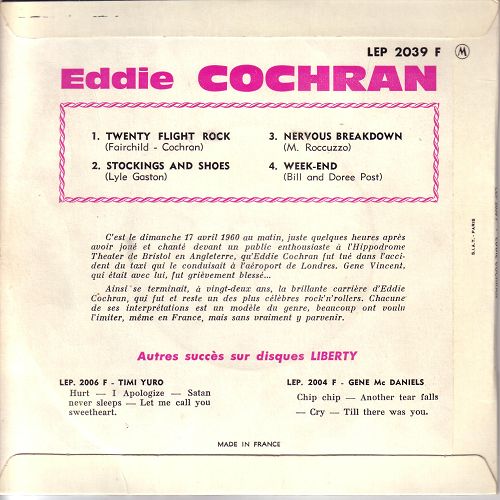 LEP 2039 F M
Eddie COCHRAN
1. TWENTY FLIGHT ROCK
(Fairchild - Cochran)
2. STOCKINGS AND SHOES
(Lyle Gaston)
3. NERVOUS BREAKDOWN
(M. Roccuzzo)
4. WEEK-END
(Bill and Doree Post)
C'est le dimanche 17 avril 1960 au matin, juste quelques heures après
avoir joué et chanté devant un public enthousiaste à l'Hippodrome
Theater de Bristol en Angleterre, qu'Eddie Cochran fut tué dans l'acci-
dent du taxi qui le conduisait à l'aéroport de Londres. Gene Vincent,
qui était avec lui, fut grièvement blessé...
Ainsi se terminait, à vingt-deux ans, la brillante carrière d'Eddie
Cochran, qui fut et reste un des plus célèbres rock'n'rollers. Chacune
de ses interprétations est un modèle du genre, beaucoup ont voulu
l'imiter, même en France, mais sans vraiment y parvenir.
Autres succès sur disques LIBERTY
LEP. 2006 F - TIMI YURO
Hurt — I Apologize — Satan
never sleeps — Let me call you
sweetheart.
LEP. 2004 F - GENE Mc DANIELS
Chip chip — Another tear falls
— Cry — Till there was you.
MADE IN FRANCE
S.I.A.T. - PARIS